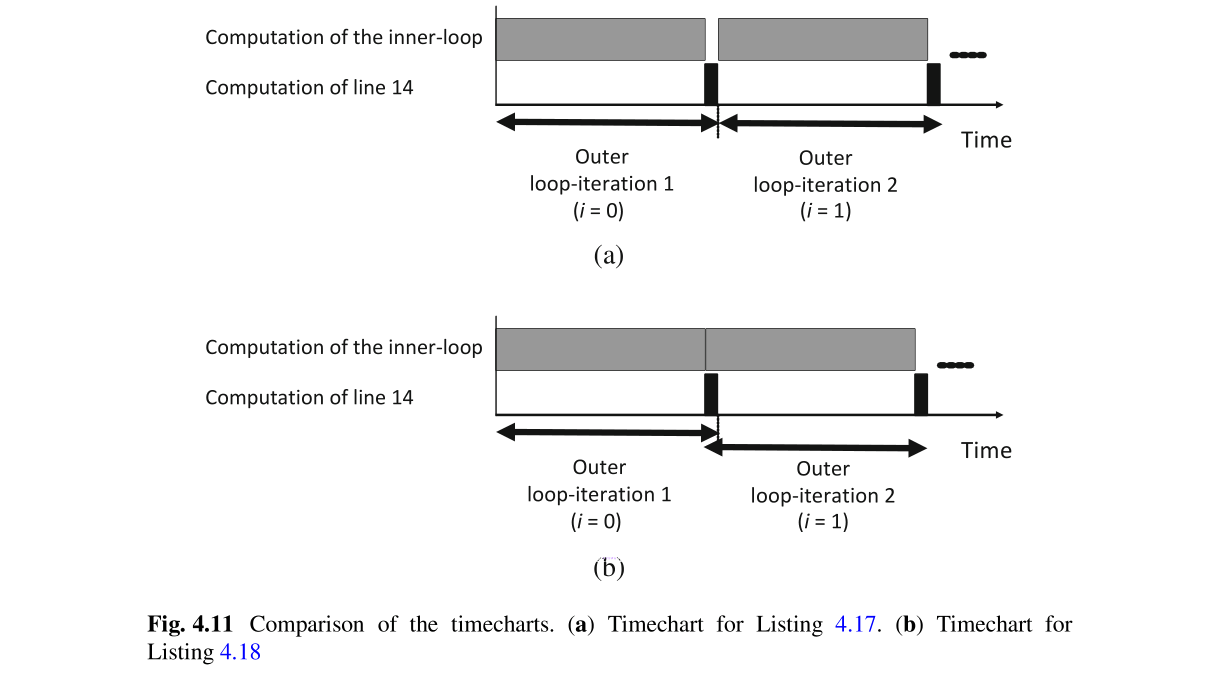 Computation of the inner-loop
Computation of line 14
Time
Outer
loop-iteration 1
(i = 0)
Outer
loop-iteration 2
(i = 1)
(a)
Computation of the inner-loop
Computation of line 14
Time
Outer
loop-iteration 1
(i = 0)
Outer
loop-iteration 2
(i = 1)
(b)
Fig. 4.11 Comparison of the timecharts. (a) Timechart for Listing 4.17. (b) Timechart for
Listing 4.18